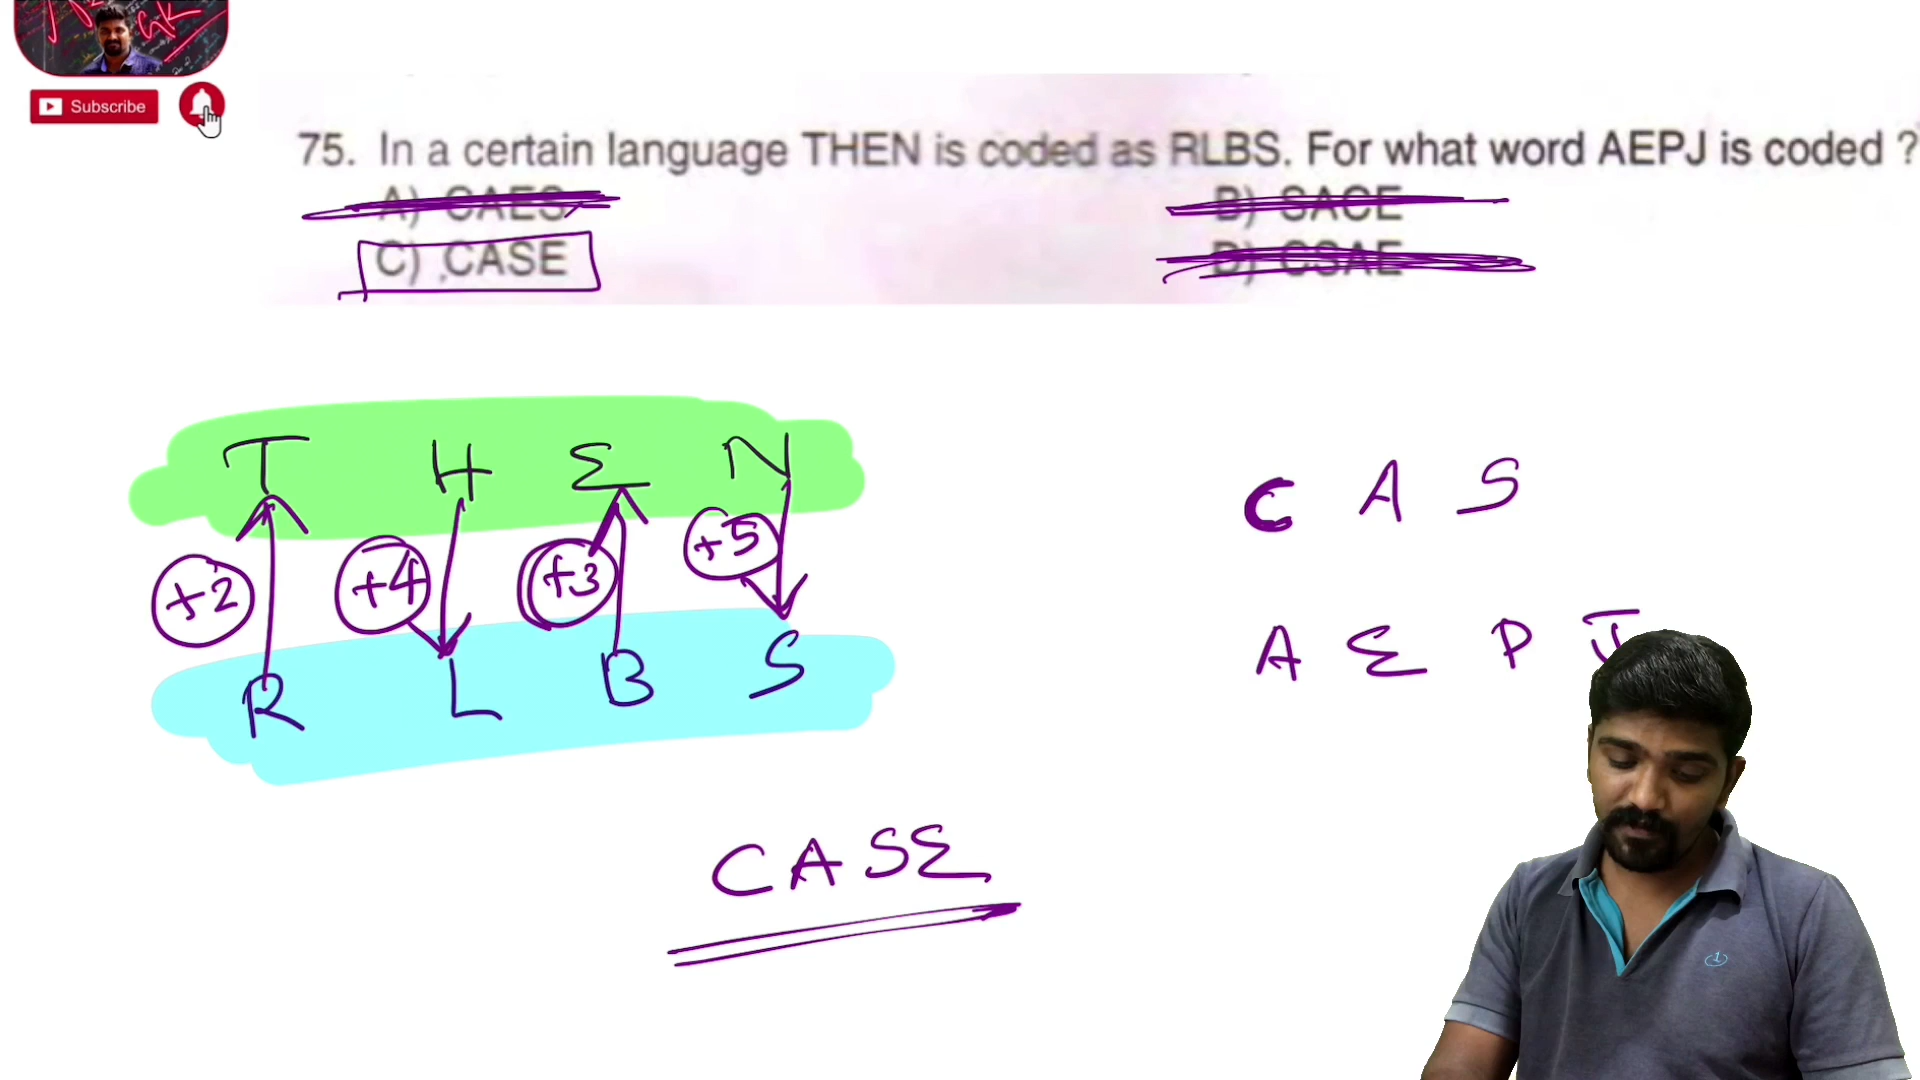 Subscribe
75. In a certain language THEN is coded as RLBS. For what word AEPJ is coded ?
A) CAES B) SACE
C) CASE D) CSAE
T H E N
+2 +4 +3 +5
R L B S
C A S
A E P J
CASE